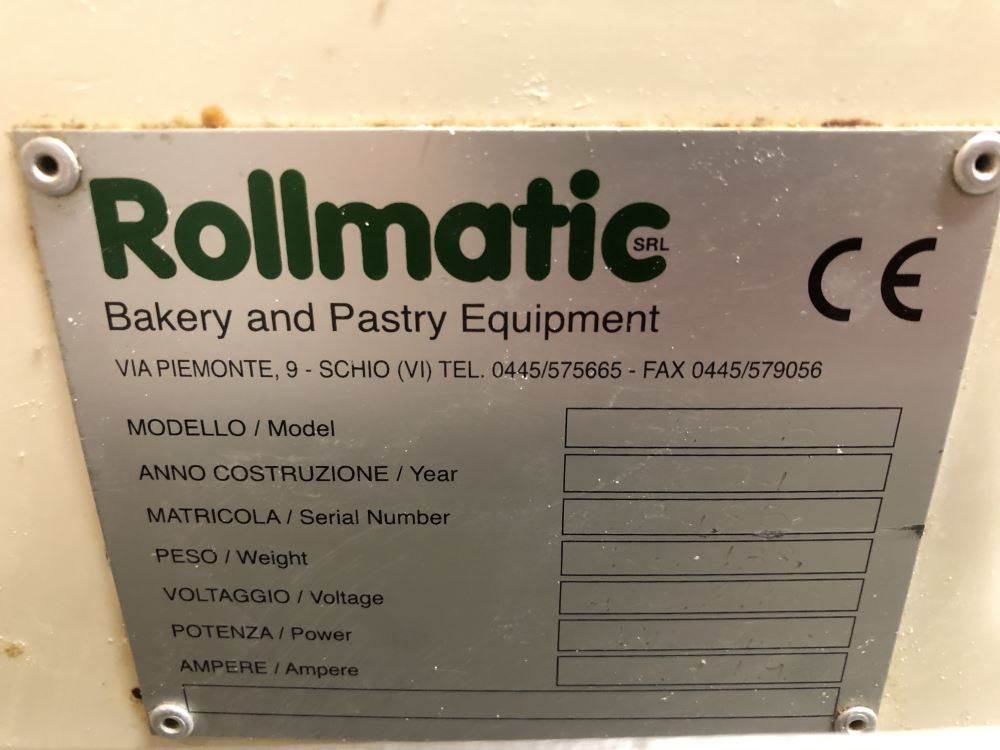 Rollmatic SRL
CE
Bakery and Pastry Equipment
VIA PIEMONTE, 9 - SCHIO (VI) TEL. 0445/575665 - FAX 0445/579056
MODELLO / Model
ANNO COSTRUZIONE / Year
MATRICOLA / Serial Number
PESO / Weight
VOLTAGGIO / Voltage
POTENZA / Power
AMPERE / Ampere